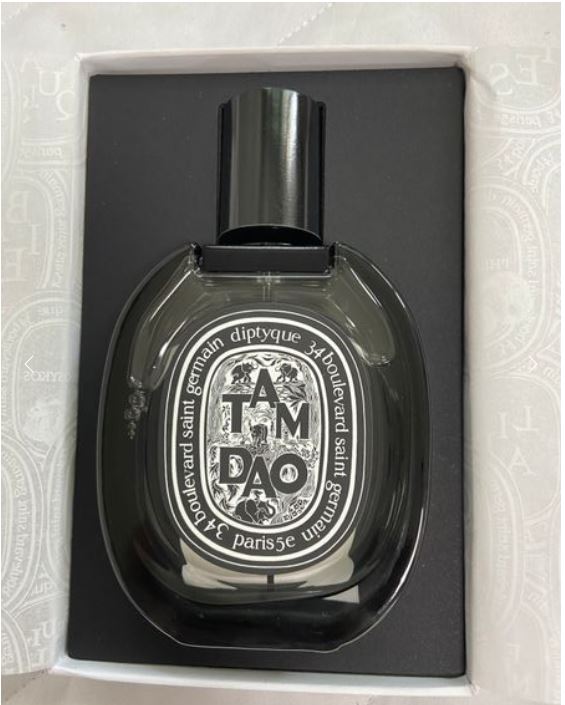 diptyque 34 boulevard saint germain
paris 5e
34 boulevard saint germain
TAM
DAO